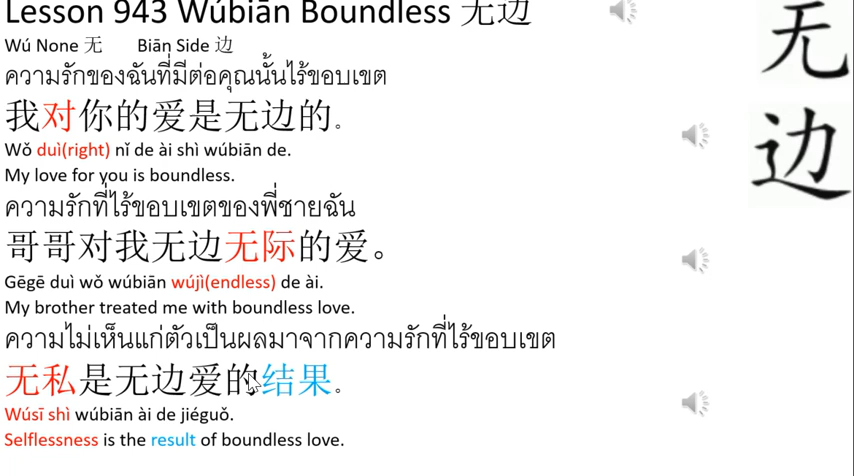 Lesson 943 Wúbiān Boundless 无边
Wú None 无 Biān Side 边
ความรักของฉันที่มีต่อคุณนั้นไร้ขอบเขต
我对你的爱是无边的。
Wǒ duì(right) nǐ de ài shì wúbiān de.
My love for you is boundless.
ความรักที่ไร้ขอบเขตของพี่ชายฉัน
哥哥对我无边无际的爱。
Gēgē duì wǒ wúbiān wújì(endless) de ài.
My brother treated me with boundless love.
ความไม่เห็นแก่ตัวเป็นผลมาจากความรักที่ไร้ขอบเขต
无私是无边爱的结果。
Wúsī shì wúbiān ài de jiéguǒ.
Selflessness is the result of boundless love.
无
边